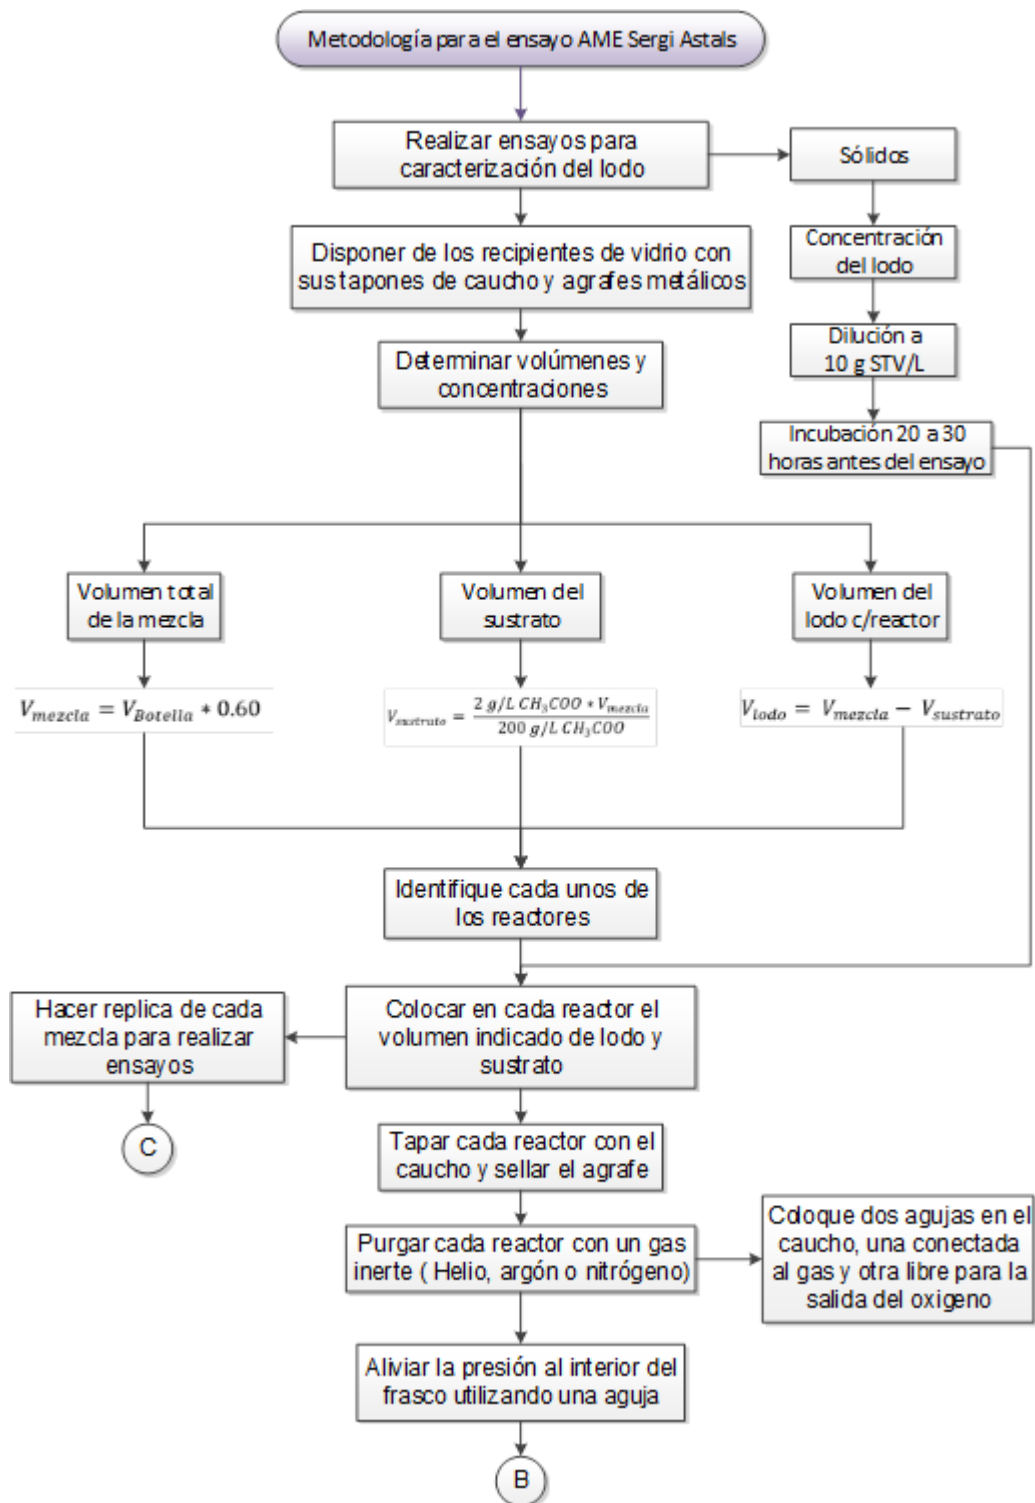 Metodología para el ensayo AME Sergi Astals
Realizar ensayos para
caracterización del lodo
Sólidos
Disponer de los recipientes de vidrio con
sus tapones de caucho y agrafes metálicos
Concentración
del lodo
Determinar volúmenes y
concentraciones
Dilución a
10 g STV/L
Incubación 20 a 30
horas antes del ensayo
Volumen total
de la mezcla
Volumen del
sustrato
Volumen del
lodo c/reactor
V_mezcla = V_Botella * 0.60
V_sustrato = 2 g/L CH_3COO * V_mezcla
200 g/L CH_3COO
V_lodo = V_mezcla − V_sustrato
Identifique cada unos de
los reactores
Hacer replica de cada
mezcla para realizar
ensayos
Colocar en cada reactor el
volumen indicado de lodo y
sustrato
C
Tapar cada reactor con el
caucho y sellar el agrafe
Purgar cada reactor con un gas
inerte ( Helio, argón o nitrógeno)
Coloque dos agujas en el
caucho, una conectada
al gas y otra libre para la
salida del oxigeno
Aliviar la presión al interior del
frasco utilizando una aguja
B